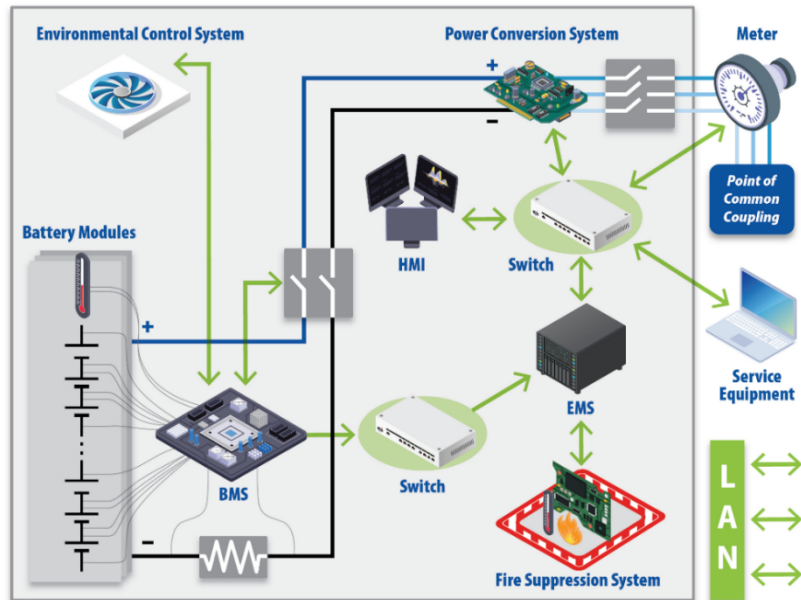 Environmental Control System
Power Conversion System
Meter
+
−
Point of
Common
Coupling
Battery Modules
HMI
Switch
+
Service
Equipment
EMS
BMS
Switch
−
Fire Suppression System
L
A
N